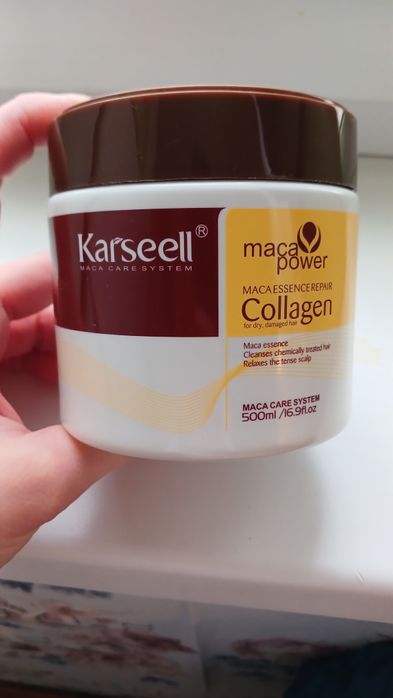 Karseell®
MACA CARE SYSTEM
maca
power
MACA ESSENCE REPAIR
Collagen
for dry, damaged hair
Maca essence
Cleanses chemically treated hair
Relaxes the tense scalp
MACA CARE SYSTEM
500ml /16.9fl.oz